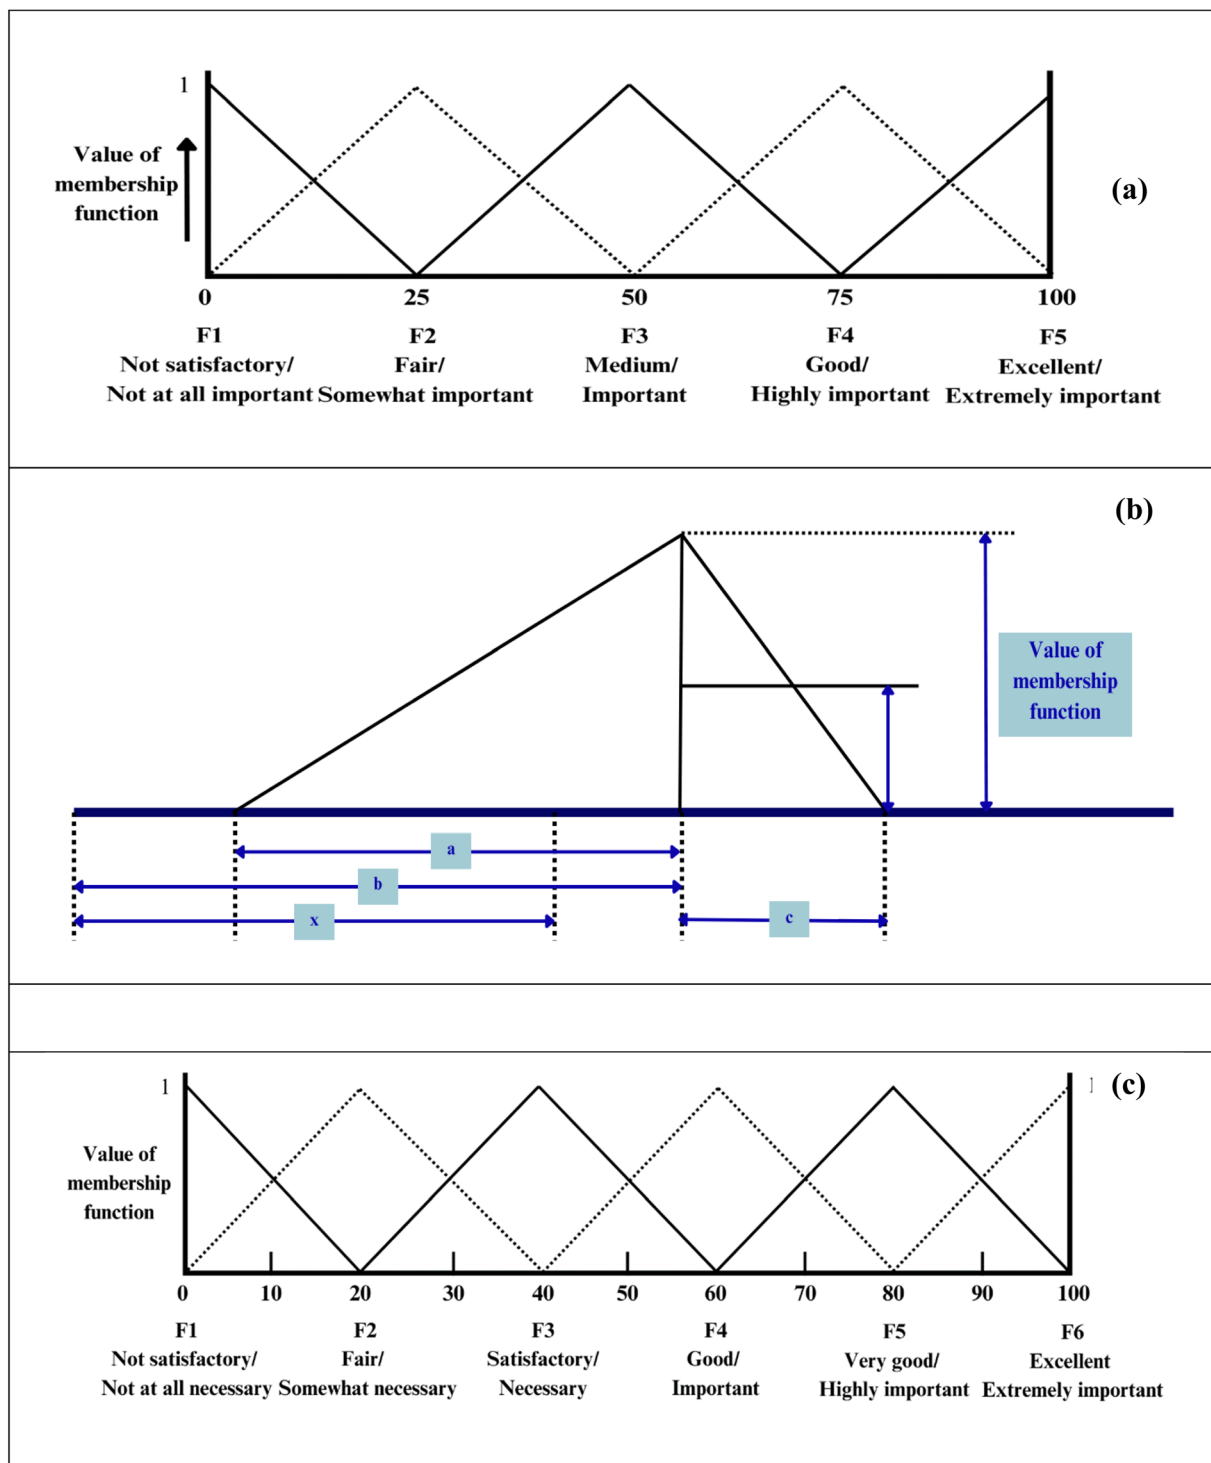 (a)
1
Value of
membership
function
0 25 50 75 100
F1 F2 F3 F4 F5
Not satisfactory/ Fair/ Medium/ Good/ Excellent/
Not at all important Somewhat important Important Highly important Extremely important
(b)
Value of
membership
function
a
b
x
c
(c)
1
1
Value of
membership
function
0 10 20 30 40 50 60 70 80 90 100
F1 F2 F3 F4 F5 F6
Not satisfactory/ Fair/ Satisfactory/ Good/ Very good/ Excellent
Not at all necessary Somewhat necessary Necessary Important Highly important Extremely important